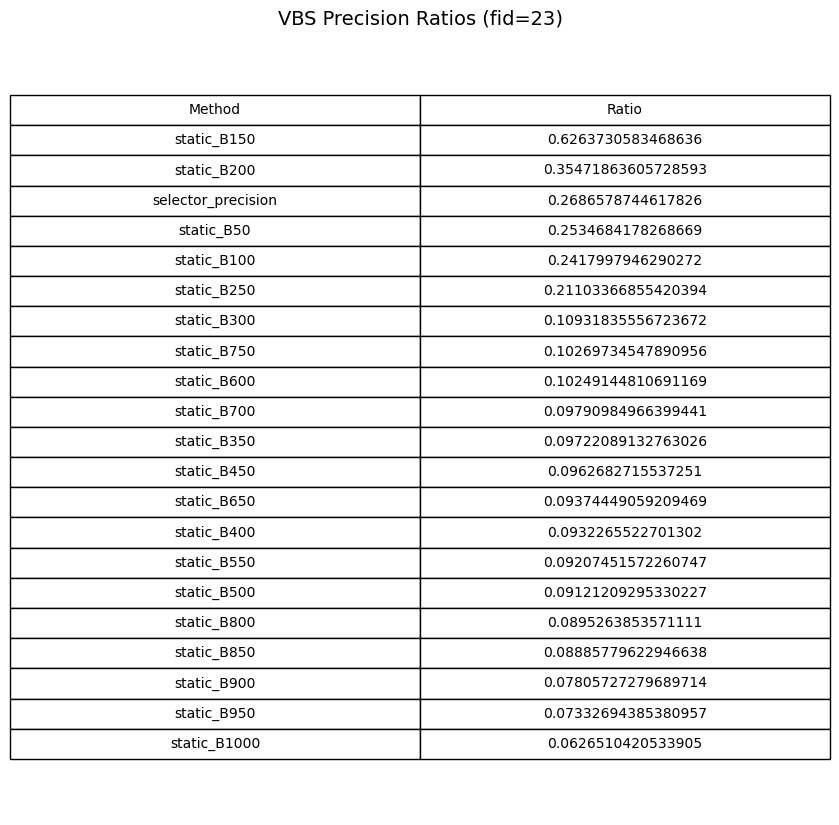 VBS Precision Ratios (fid=23)
Method Ratio
static_B150 0.6263730583468636
static_B200 0.35471863605728593
selector_precision 0.2686578744617826
static_B50 0.2534684178268669
static_B100 0.2417997946290272
static_B250 0.21103366855420394
static_B300 0.10931835556723672
static_B750 0.10269734547890956
static_B600 0.10249144810691169
static_B700 0.09790984966399441
static_B350 0.09722089132763026
static_B450 0.0962682715537251
static_B650 0.09374449059209469
static_B400 0.0932265522701302
static_B550 0.09207451572260747
static_B500 0.09121209295330227
static_B800 0.0895263853571111
static_B850 0.08885779622946638
static_B900 0.07805727279689714
static_B950 0.07332694385380957
static_B1000 0.0626510420533905